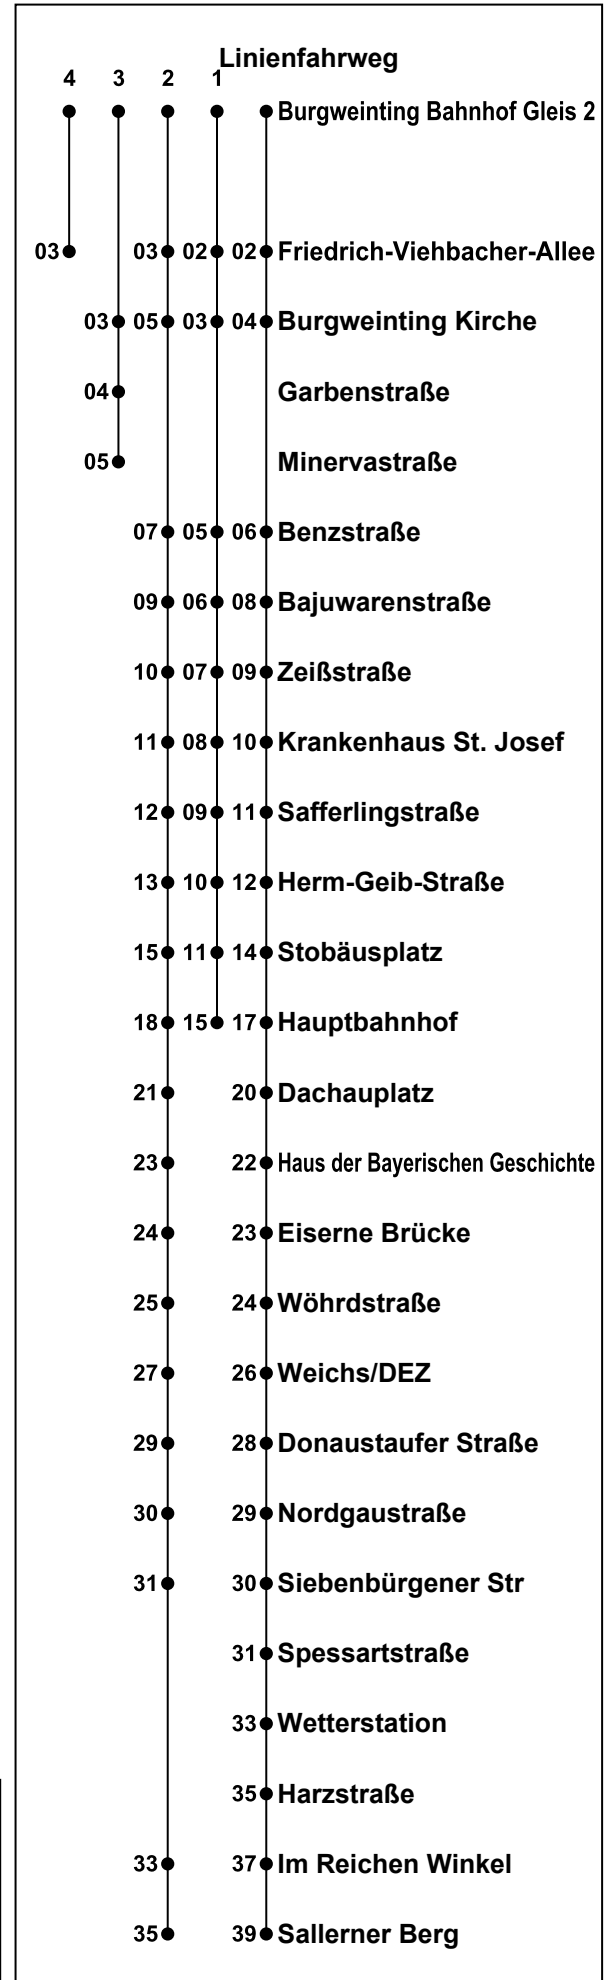 Linienfahrweg
4 3 2 1
Burgweinting Bahnhof Gleis 2
03 03 02 02 Friedrich-Viehbacher-Allee
03 05 03 04 Burgweinting Kirche
04 Garbenstraße
05 Minervastraße
07 05 06 Benzstraße
09 06 08 Bajuwarenstraße
10 07 09 Zeißstraße
11 08 10 Krankenhaus St. Josef
12 09 11 Safferlingstraße
13 10 12 Herm-Geib-Straße
15 11 14 Stobäusplatz
18 15 17 Hauptbahnhof
21 20 Dachauplatz
23 22 Haus der Bayerischen Geschichte
24 23 Eiserne Brücke
25 24 Wöhrdstraße
27 26 Weichs/DEZ
29 28 Donaustaufer Straße
30 29 Nordgaustraße
31 30 Siebenbürgener Str
31 Spessartstraße
33 Wetterstation
35 Harzstraße
33 37 Im Reichen Winkel
35 39 Sallerner Berg